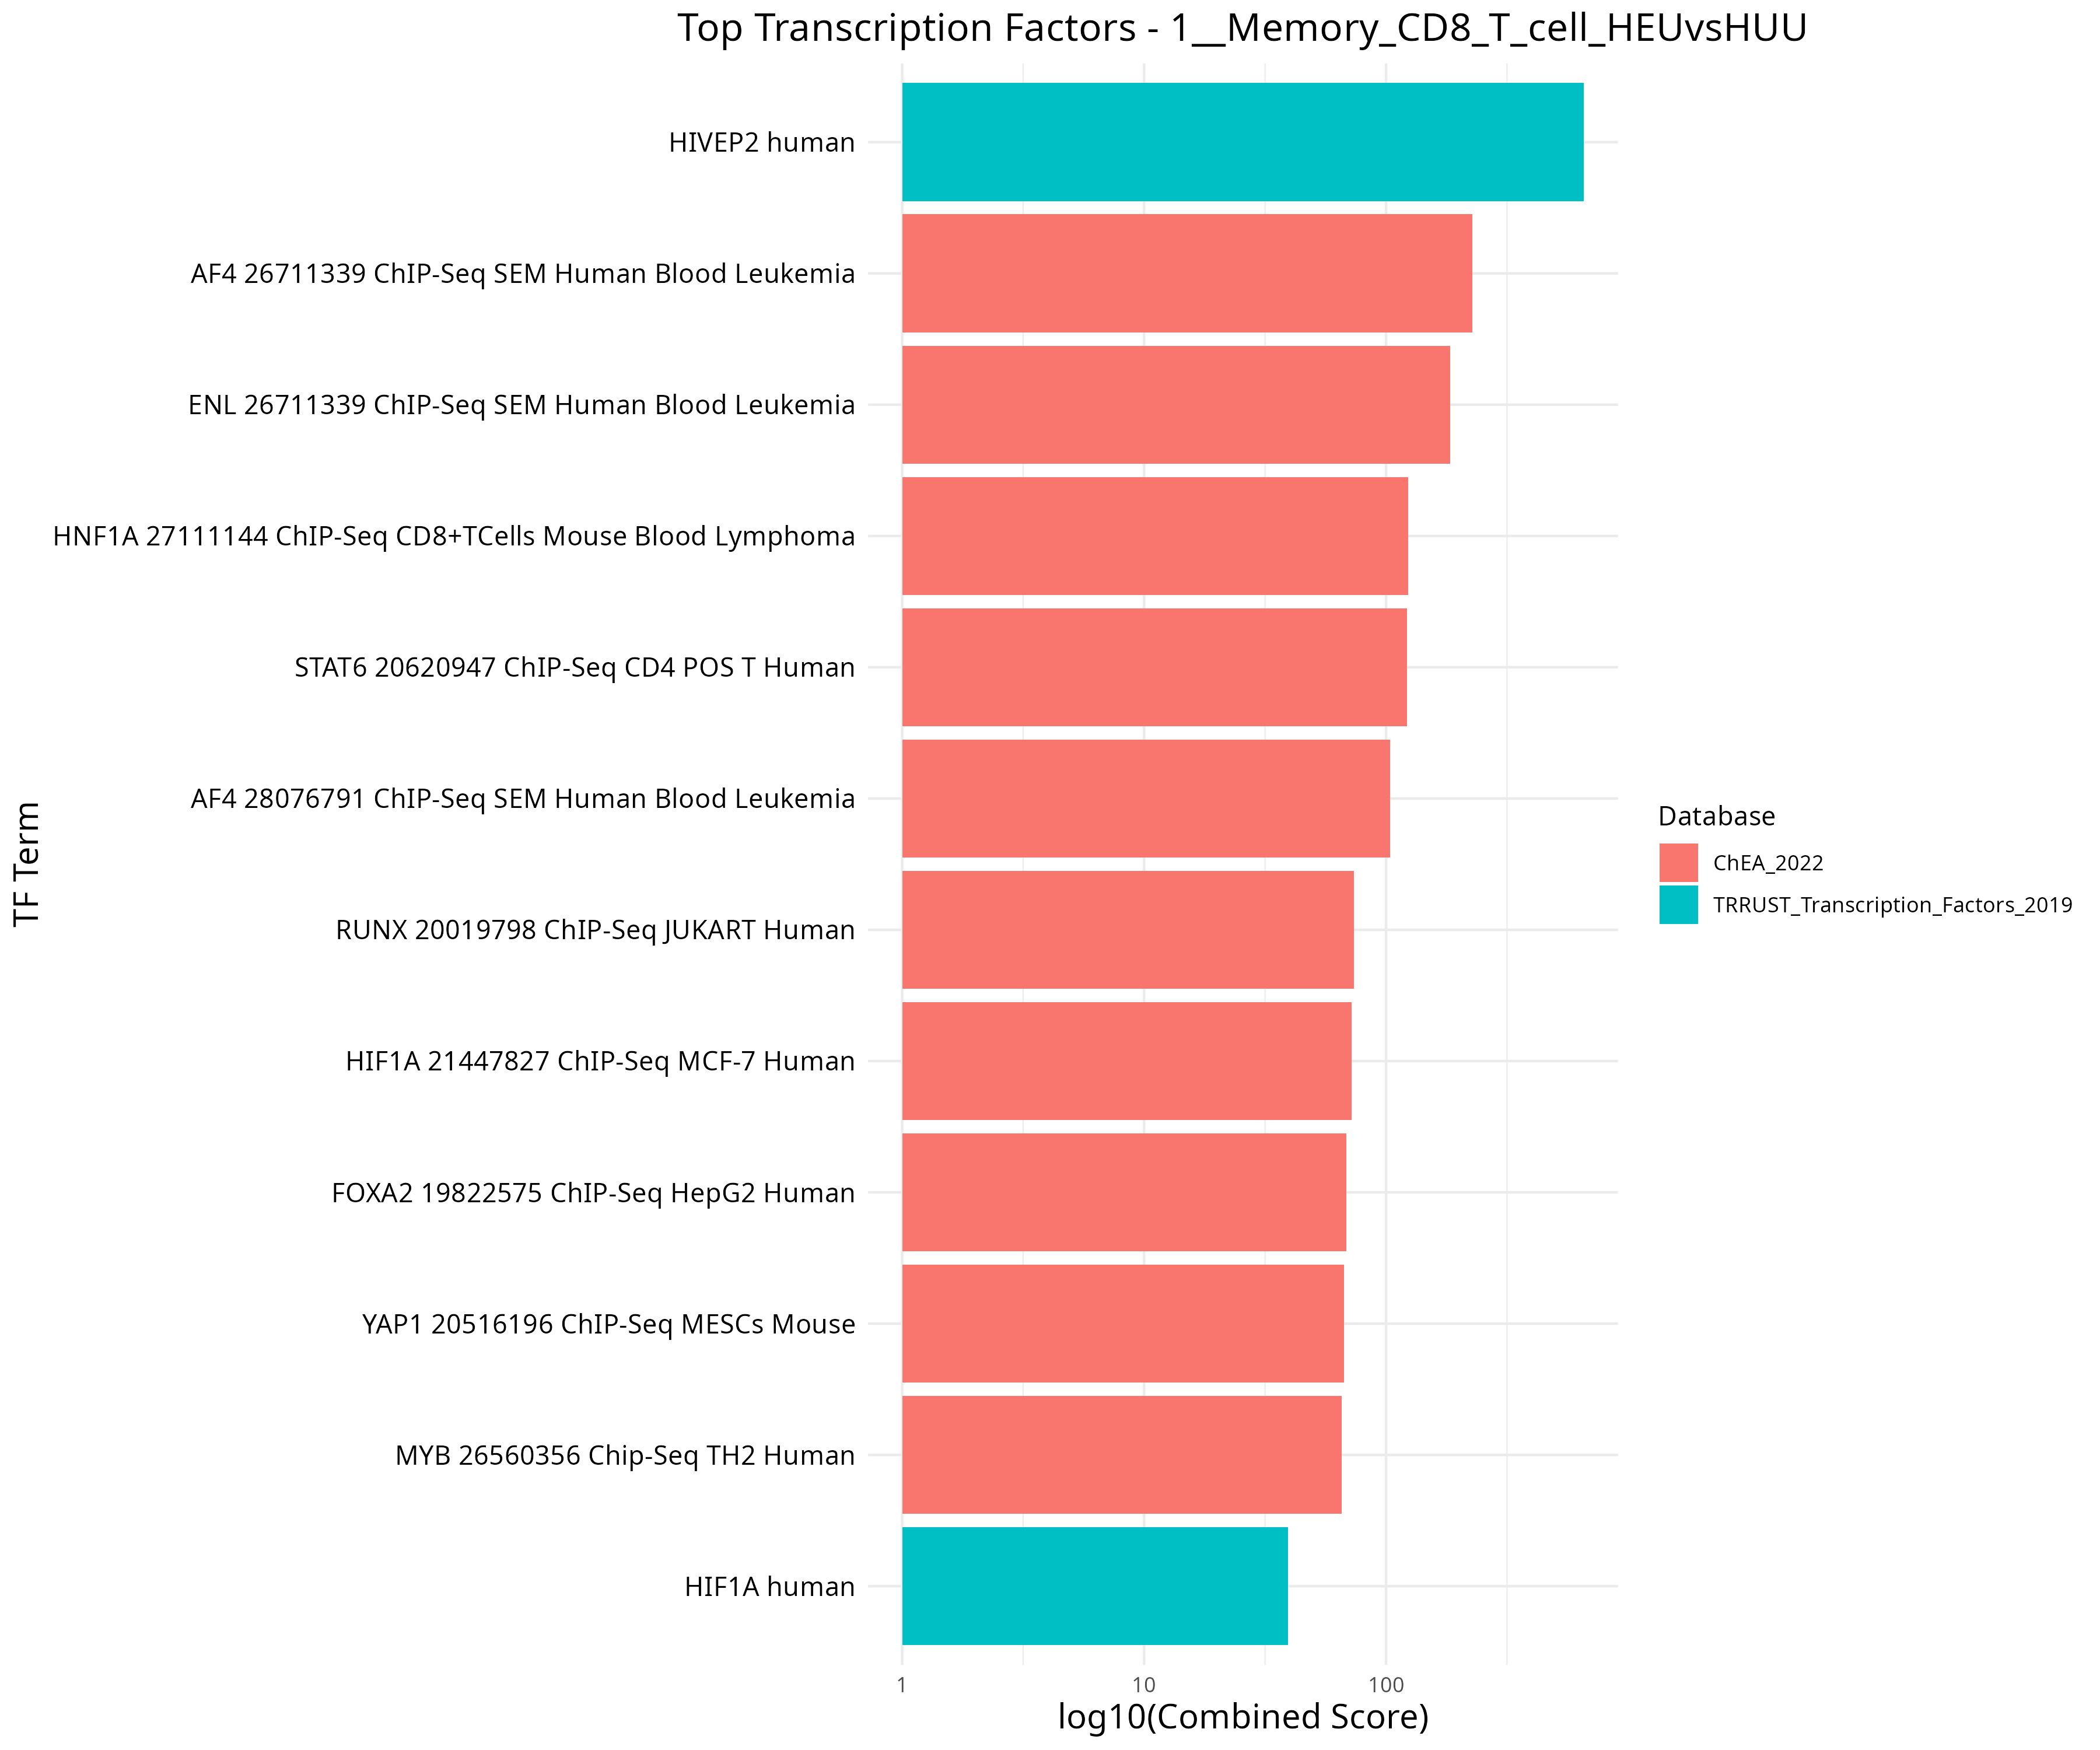 Top Transcription Factors - 1__Memory_CD8_T_cell_HEUvsHUU
TF Term
HIVEP2 human
AF4 26711339 ChIP-Seq SEM Human Blood Leukemia
ENL 26711339 ChIP-Seq SEM Human Blood Leukemia
HNF1A 27111144 ChIP-Seq CD8+TCells Mouse Blood Lymphoma
STAT6 20620947 ChIP-Seq CD4 POS T Human
AF4 28076791 ChIP-Seq SEM Human Blood Leukemia
RUNX 20019798 ChIP-Seq JUKART Human
HIF1A 21447827 ChIP-Seq MCF-7 Human
FOXA2 19822575 ChIP-Seq HepG2 Human
YAP1 20516196 ChIP-Seq MESCs Mouse
MYB 26560356 Chip-Seq TH2 Human
HIF1A human
1 10 100
log10(Combined Score)
Database
ChEA_2022
TRRUST_Transcription_Factors_2019